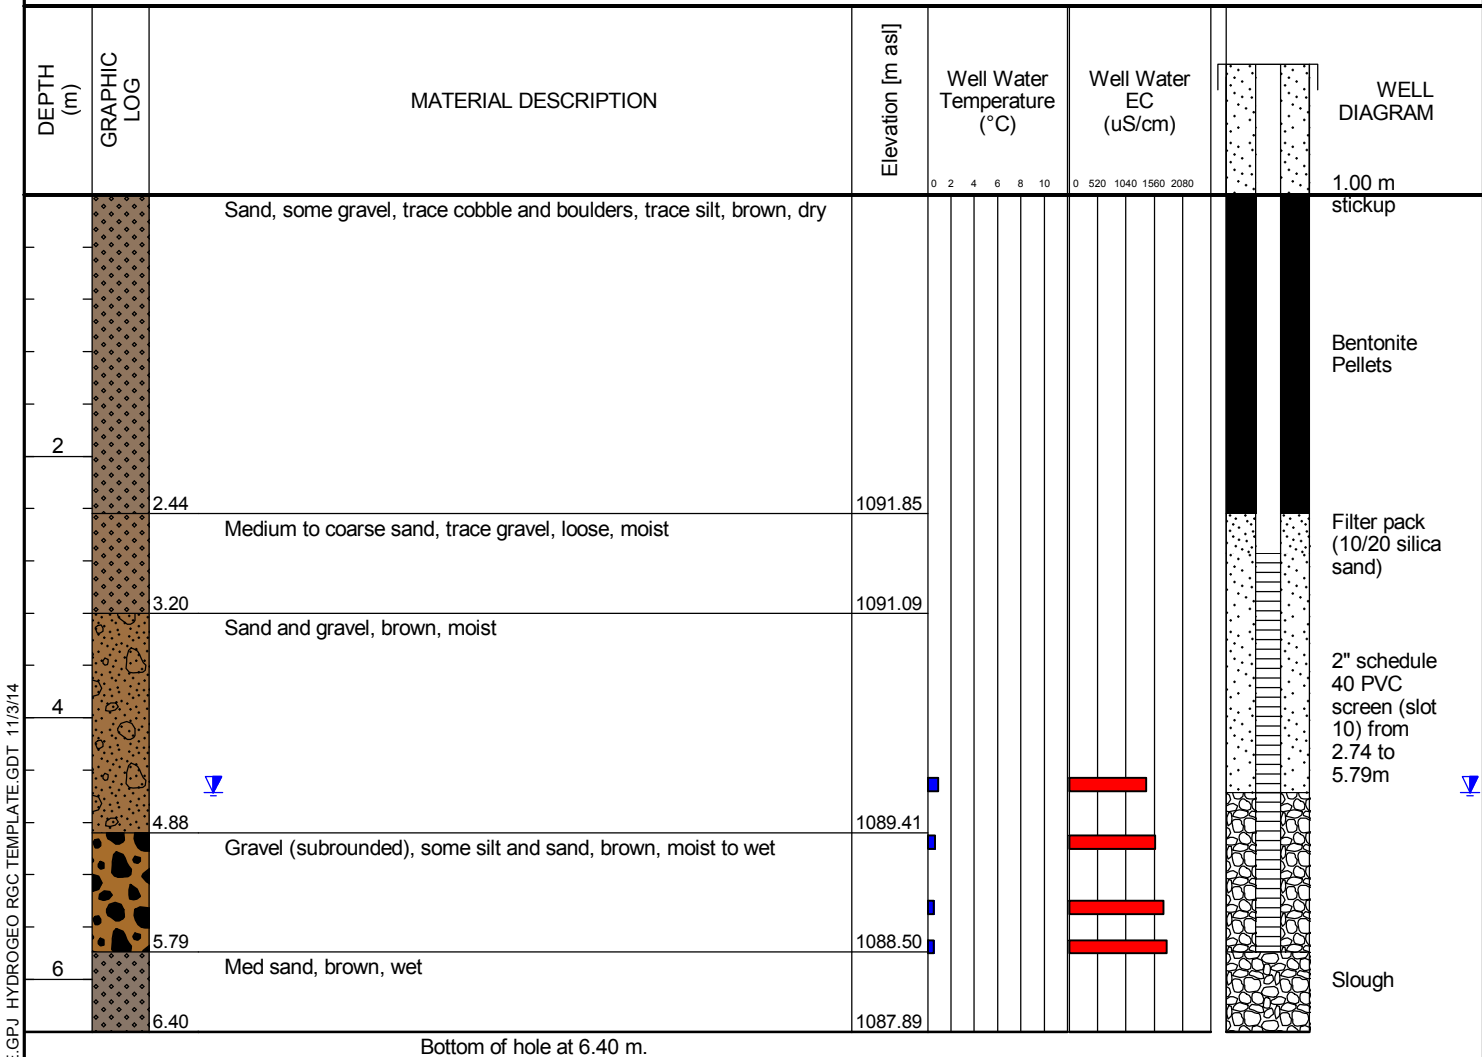 DEPTH
(m)
GRAPHIC
LOG
MATERIAL DESCRIPTION
Elevation [m asl]
Well Water
Temperature
(°C)
0 2 4 6 8 10
Well Water
EC
(uS/cm)
0 520 1040 1560 2080
WELL
DIAGRAM
1.00 m
stickup
Sand, some gravel, trace cobble and boulders, trace silt, brown, dry
Bentonite
Pellets
2
2.44
1091.85
Medium to coarse sand, trace gravel, loose, moist
Filter pack
(10/20 silica
sand)
3.20
1091.09
Sand and gravel, brown, moist
2" schedule
40 PVC
screen (slot
10) from
2.74 to
5.79m
4
4.88
1089.41
Gravel (subrounded), some silt and sand, brown, moist to wet
5.79
1088.50
Med sand, brown, wet
6
Slough
6.40
1087.89
Bottom of hole at 6.40 m.
.GPJ HYDROGEO RGC TEMPLATE.GDT 11/3/14